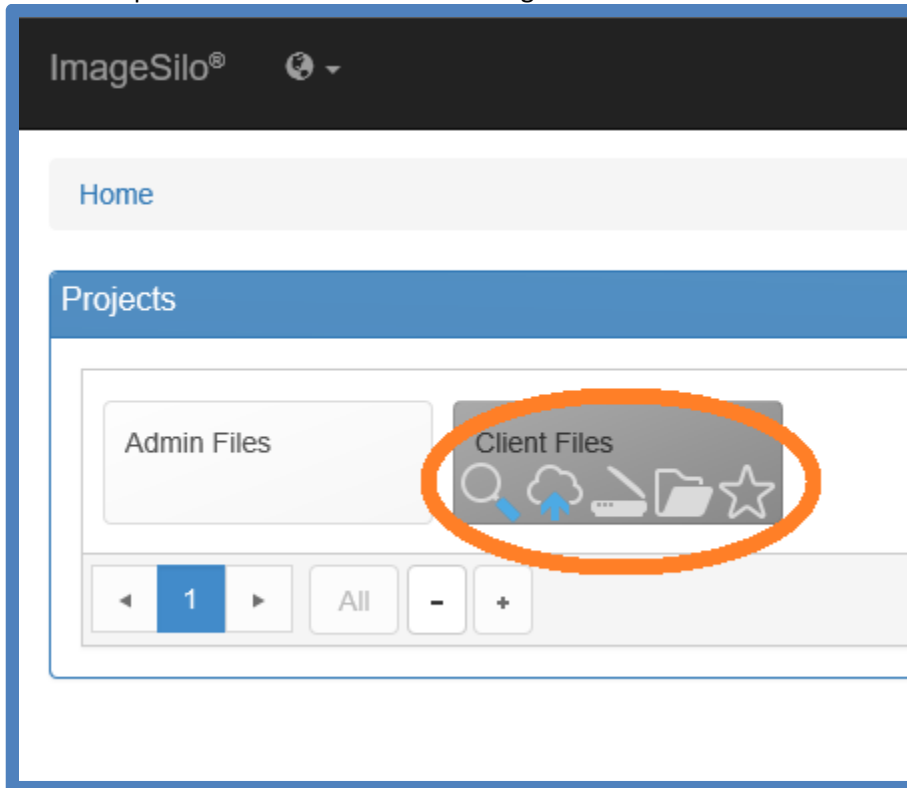 ImageSilo®
Home
Projects
Admin Files
Client Files
1 All - +